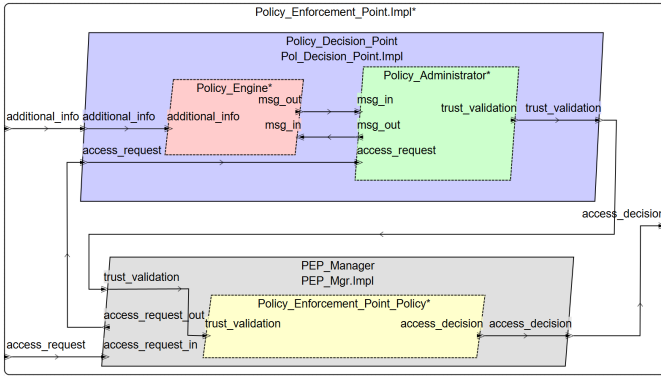 Policy_Enforcement_Point.Impl*
Policy_Decision_Point
Pol_Decision_Point.Impl
Policy_Engine*
Policy_Administrator*
msg_out
msg_in
additional_info
additional_info
additional_info
trust_validation
trust_validation
msg_in
msg_out
access_request
access_request
access_decision
PEP_Manager
PEP_Mgr.Impl
trust_validation
Policy_Enforcement_Point_Policy*
access_request_out
trust_validation
access_decision
access_decision
access_request
access_request_in